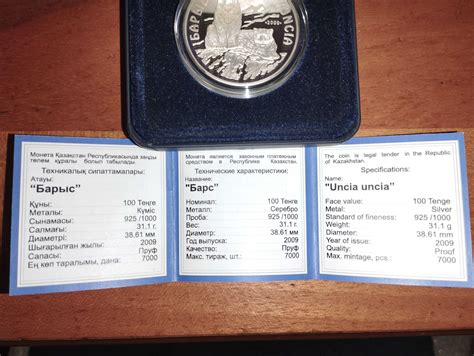 БАРЫС
UNCIA
2009
Монета Қазақстан Республикасында заңды
төлем құралы болып табылады.
Техникалық сипаттамалары:
Атауы:
"Барыс"
Құны: 100 Теңге
Металы: Күміс
Сынамасы: 925 /1000
Салмағы: 31.1 г.
Диаметрі: 38.61 мм
Шығарылған жылы: 2009
Сапасы: Пруф
Ең көп таралымы, дана: 7000
Монета является законным платежным
средством в Республике Казахстан.
Технические характеристики:
Название:
"Барс"
Номинал: 100 Тенге
Металл: Серебро
Проба: 925 /1000
Вес: 31.1 г.
Диаметр: 38.61 мм
Год выпуска: 2009
Качество: Пруф
Макс. тираж, шт.: 7000
The coin is legal tender in the Republic
of Kazakhstan.
Specifications:
Name:
"Uncia uncia"
Face value: 100 Tenge
Metal: Silver
Standard of fineness: 925 /1000
Weight: 31.1 g
Diameter: 38.61 mm
Year of issue: 2009
Quality: Proof
Max. mintage, pcs.: 7000